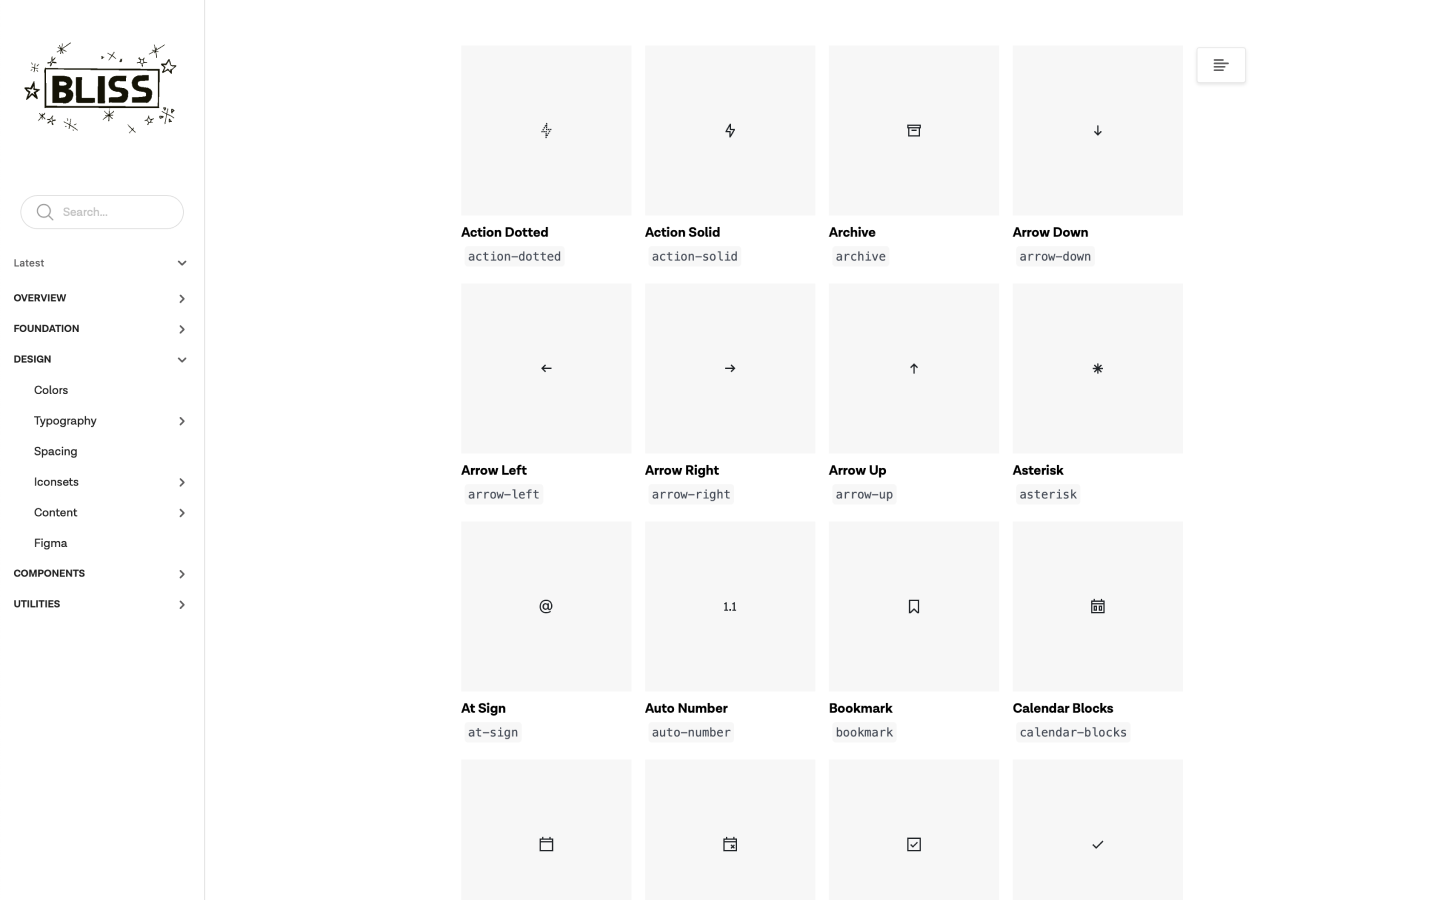 BLISS
Search...
Latest
OVERVIEW
FOUNDATION
DESIGN
Colors
Typography
Spacing
Iconsets
Content
Figma
COMPONENTS
UTILITIES
Action Dotted
action-dotted
Action Solid
action-solid
Archive
archive
Arrow Down
arrow-down
Arrow Left
arrow-left
Arrow Right
arrow-right
Arrow Up
arrow-up
Asterisk
asterisk
@
At Sign
at-sign
1.1
Auto Number
auto-number
Bookmark
bookmark
Calendar Blocks
calendar-blocks